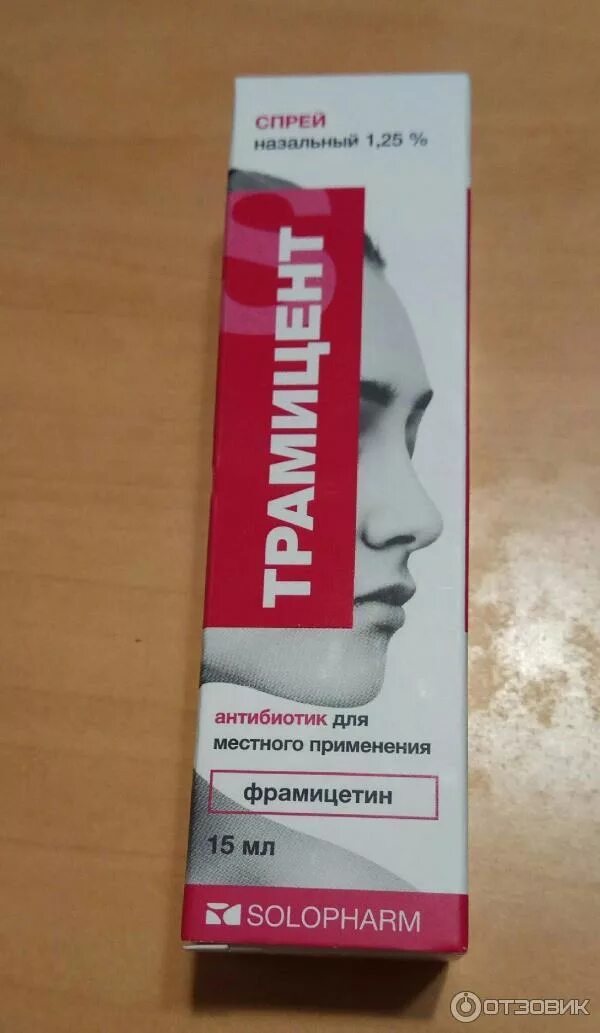 СПРЕЙ
назальный 1,25 %
S
ТРАМИЦЕНТ
антибиотик для
местного применения
фрамицетин
15 мл
SOLOPHARM
ОТЗОВИК